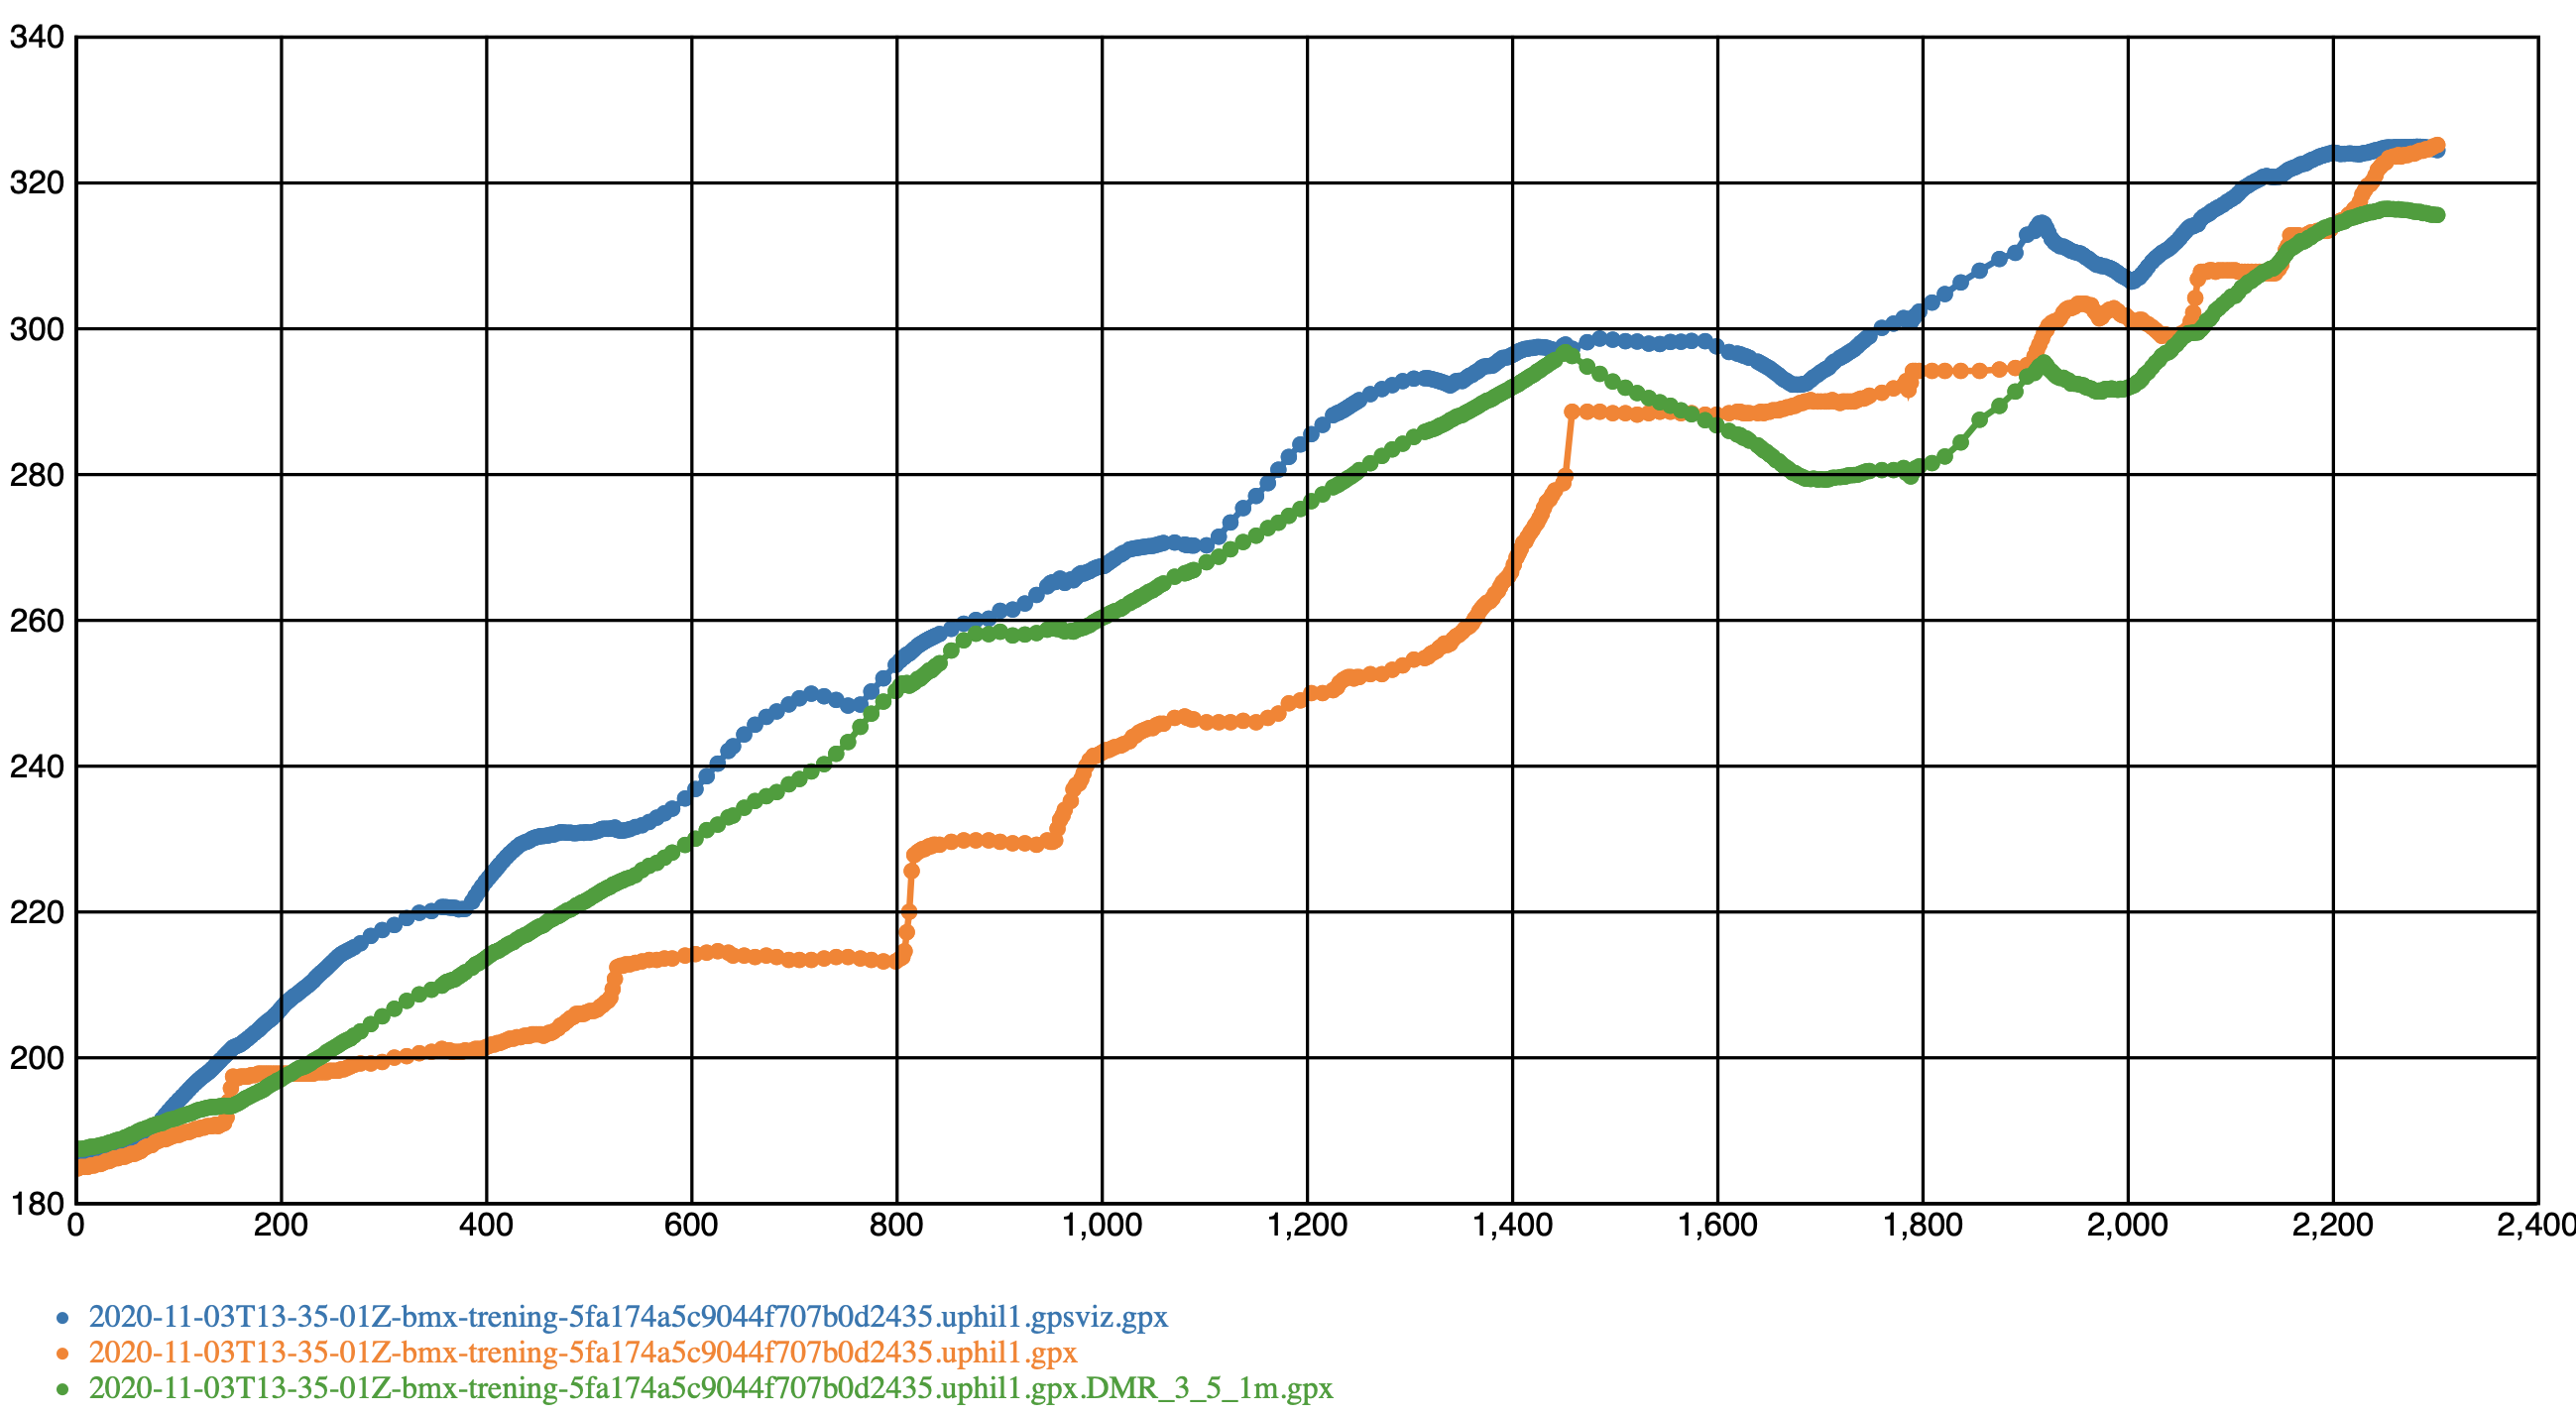 340
320
300
280
260
240
220
200
180
0 200 400 600 800 1,000 1,200 1,400 1,600 1,800 2,000 2,200 2,400
2020-11-03T13-35-01Z-bmx-trening-5fa174a5c9044f707b0d2435.uphil1.gpsviz.gpx
2020-11-03T13-35-01Z-bmx-trening-5fa174a5c9044f707b0d2435.uphil1.gpx
2020-11-03T13-35-01Z-bmx-trening-5fa174a5c9044f707b0d2435.uphil1.gpx.DMR_3_5_1m.gpx